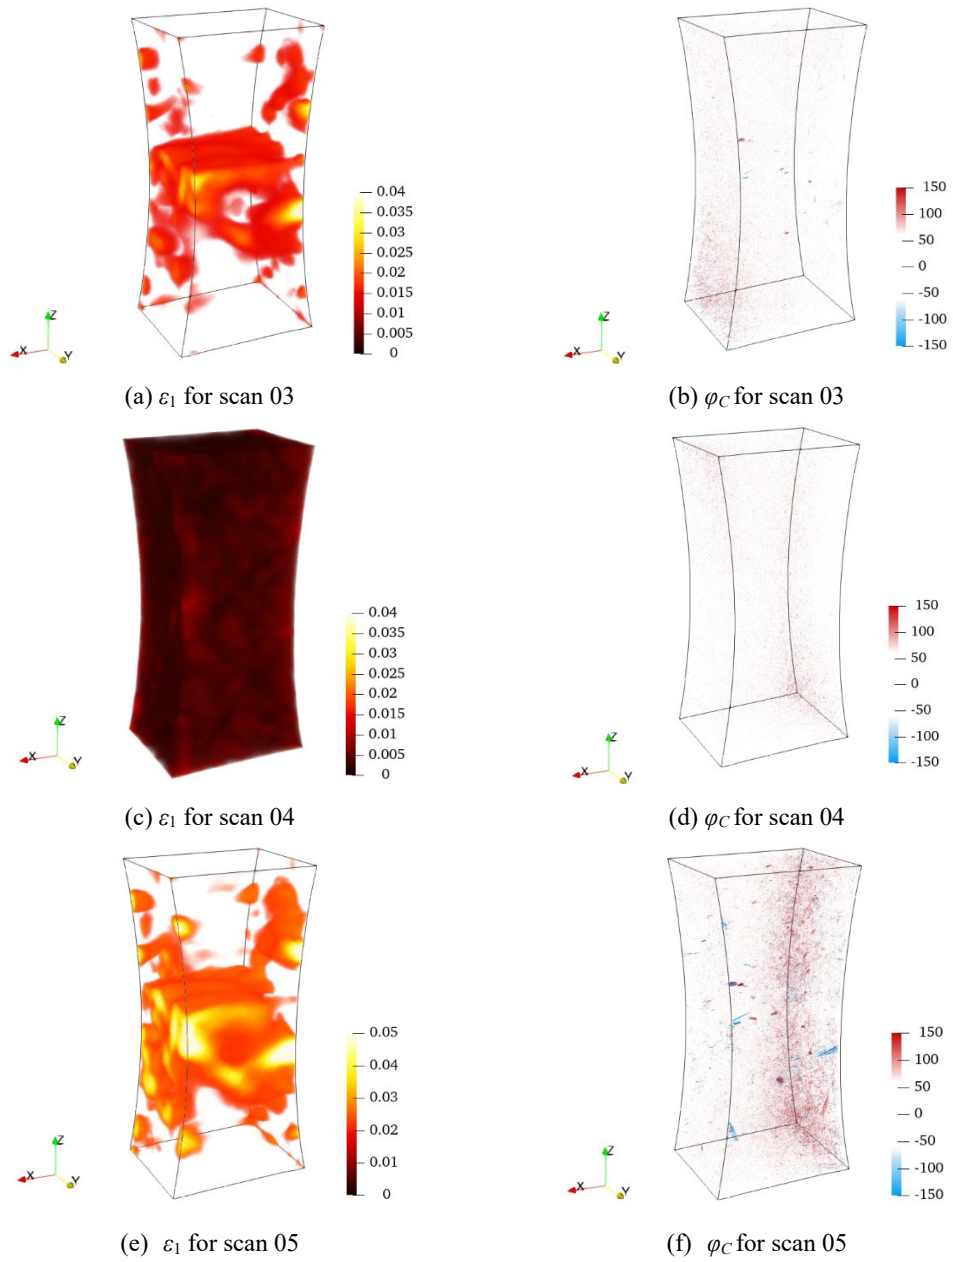 0.04
0.035
0.03
0.025
0.02
0.015
0.01
0.005
0
Z
X
Y
150
100
50
0
-50
-100
-150
Z
X
Y
(a) ε1 for scan 03
(b) φC for scan 03
0.04
0.035
0.03
0.025
0.02
0.015
0.01
0.005
0
Z
X
Y
150
100
50
0
-50
-100
-150
Z
X
Y
(c) ε1 for scan 04
(d) φC for scan 04
0.05
0.04
0.03
0.02
0.01
0
Z
X
Y
150
100
50
0
-50
-100
-150
Z
X
Y
(e) ε1 for scan 05
(f) φC for scan 05